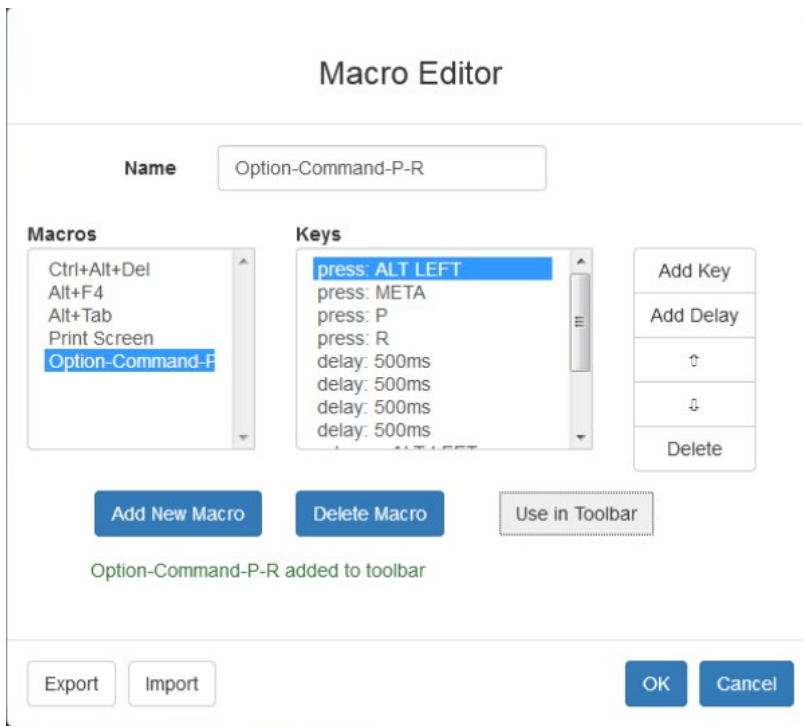 Macro Editor
Name
Option-Command-P-R
Macros
Ctrl+Alt+Del
Alt+F4
Alt+Tab
Print Screen
Option-Command-P
Keys
press: ALT LEFT
press: META
press: P
press: R
delay: 500ms
delay: 500ms
delay: 500ms
delay: 500ms
Add Key
Add Delay
⇧
⇩
Delete
Add New Macro
Delete Macro
Use in Toolbar
Option-Command-P-R added to toolbar
Export
Import
OK
Cancel